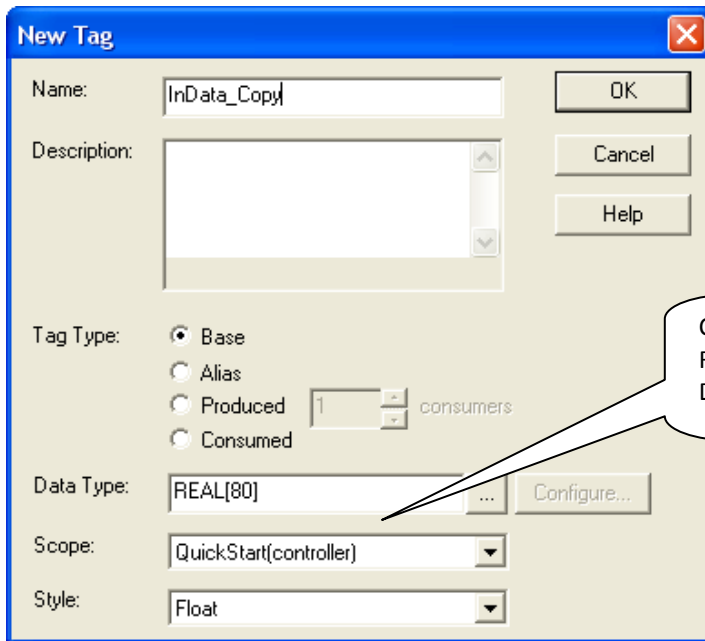 New Tag
Name:
InData_Copy
OK
Description:
Cancel
Help
Tag Type:
Base
Alias
Produced
1
consumers
Consumed
Data Type:
REAL[80]
...
Configure...
Scope:
QuickStart(controller)
Style:
Float